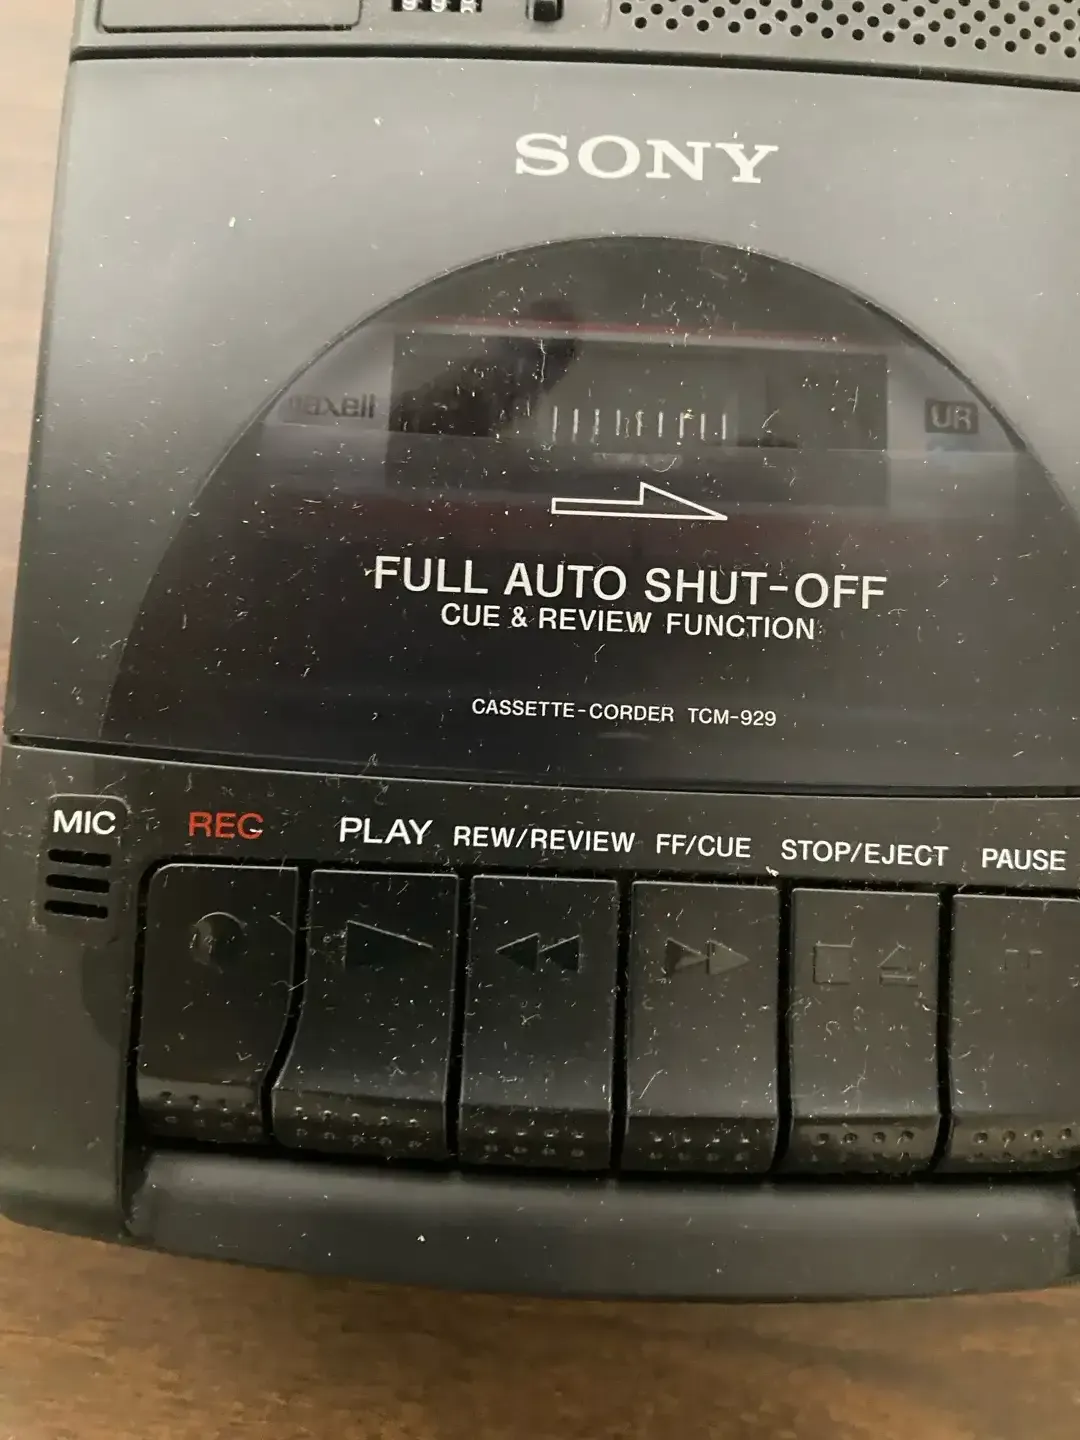 SONY
maxell UR
FULL AUTO SHUT-OFF
CUE & REVIEW FUNCTION
CASSETTE-CORDER TCM-929
MIC REC PLAY REW/REVIEW FF/CUE STOP/EJECT PAUSE